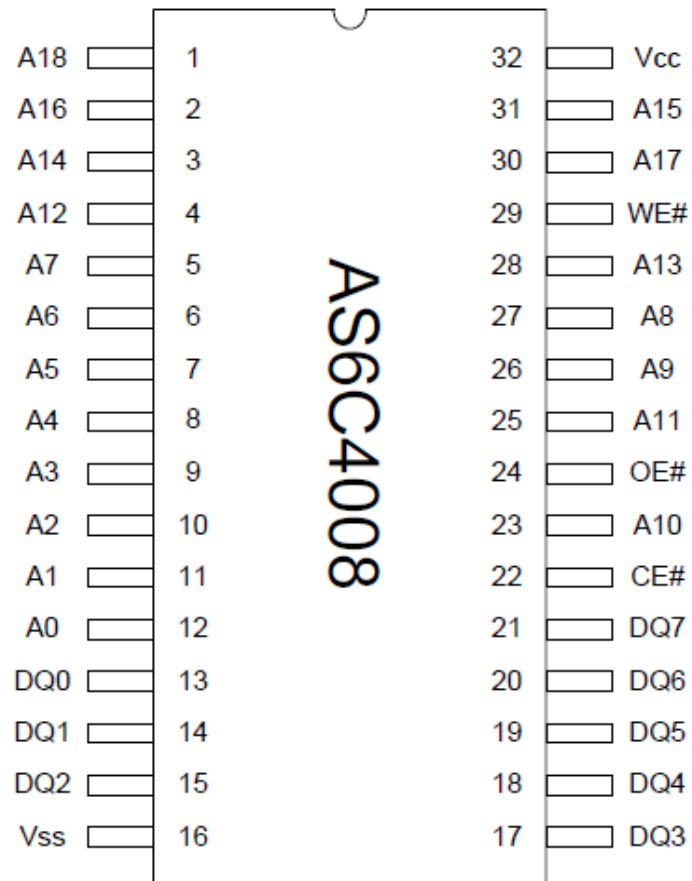 A18 1 32 Vcc
A16 2 31 A15
A14 3 30 A17
A12 4 29 WE#
A7 5 28 A13
A6 6 27 A8
A5 7 26 A9
A4 8 25 A11
A3 9 24 OE#
A2 10 23 A10
A1 11 22 CE#
A0 12 21 DQ7
DQ0 13 20 DQ6
DQ1 14 19 DQ5
DQ2 15 18 DQ4
Vss 16 17 DQ3
AS6C4008